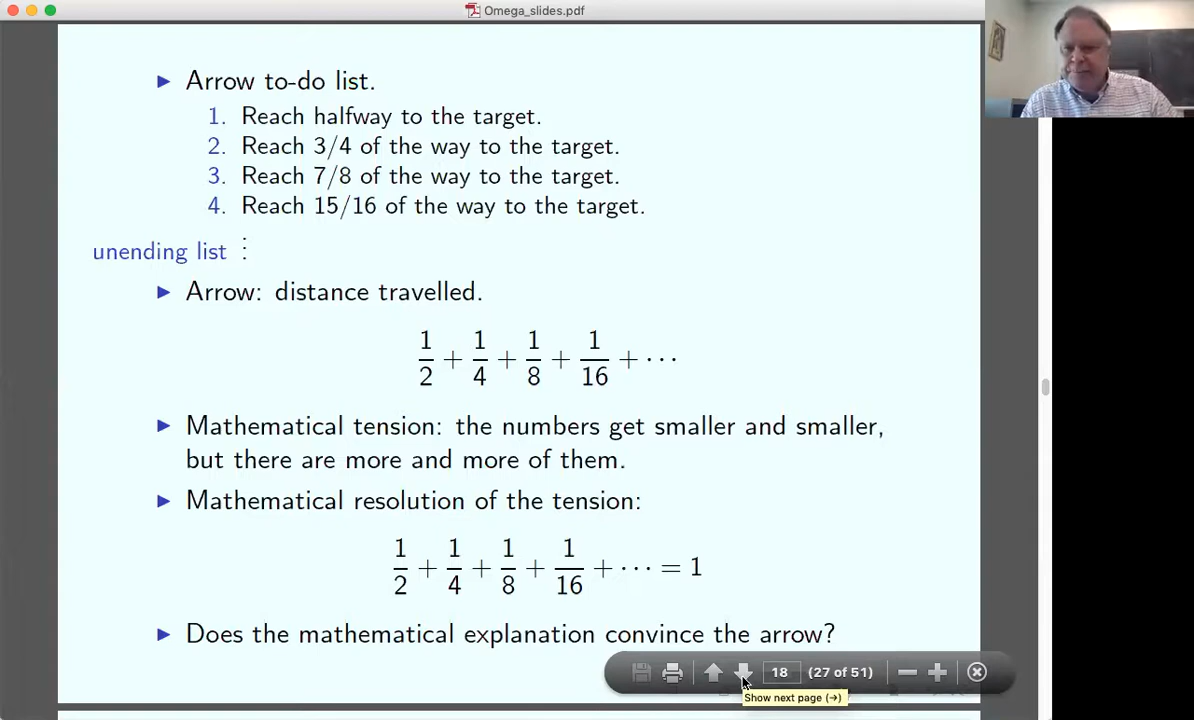 Omega_slides.pdf
▶ Arrow to-do list.
1. Reach halfway to the target.
2. Reach 3/4 of the way to the target.
3. Reach 7/8 of the way to the target.
4. Reach 15/16 of the way to the target.
unending list ⋮
▶ Arrow: distance travelled.
1/2 + 1/4 + 1/8 + 1/16 + ⋯
▶ Mathematical tension: the numbers get smaller and smaller,
but there are more and more of them.
▶ Mathematical resolution of the tension:
1/2 + 1/4 + 1/8 + 1/16 + ⋯ = 1
▶ Does the mathematical explanation convince the arrow?
18 (27 of 51)
Show next page (→)